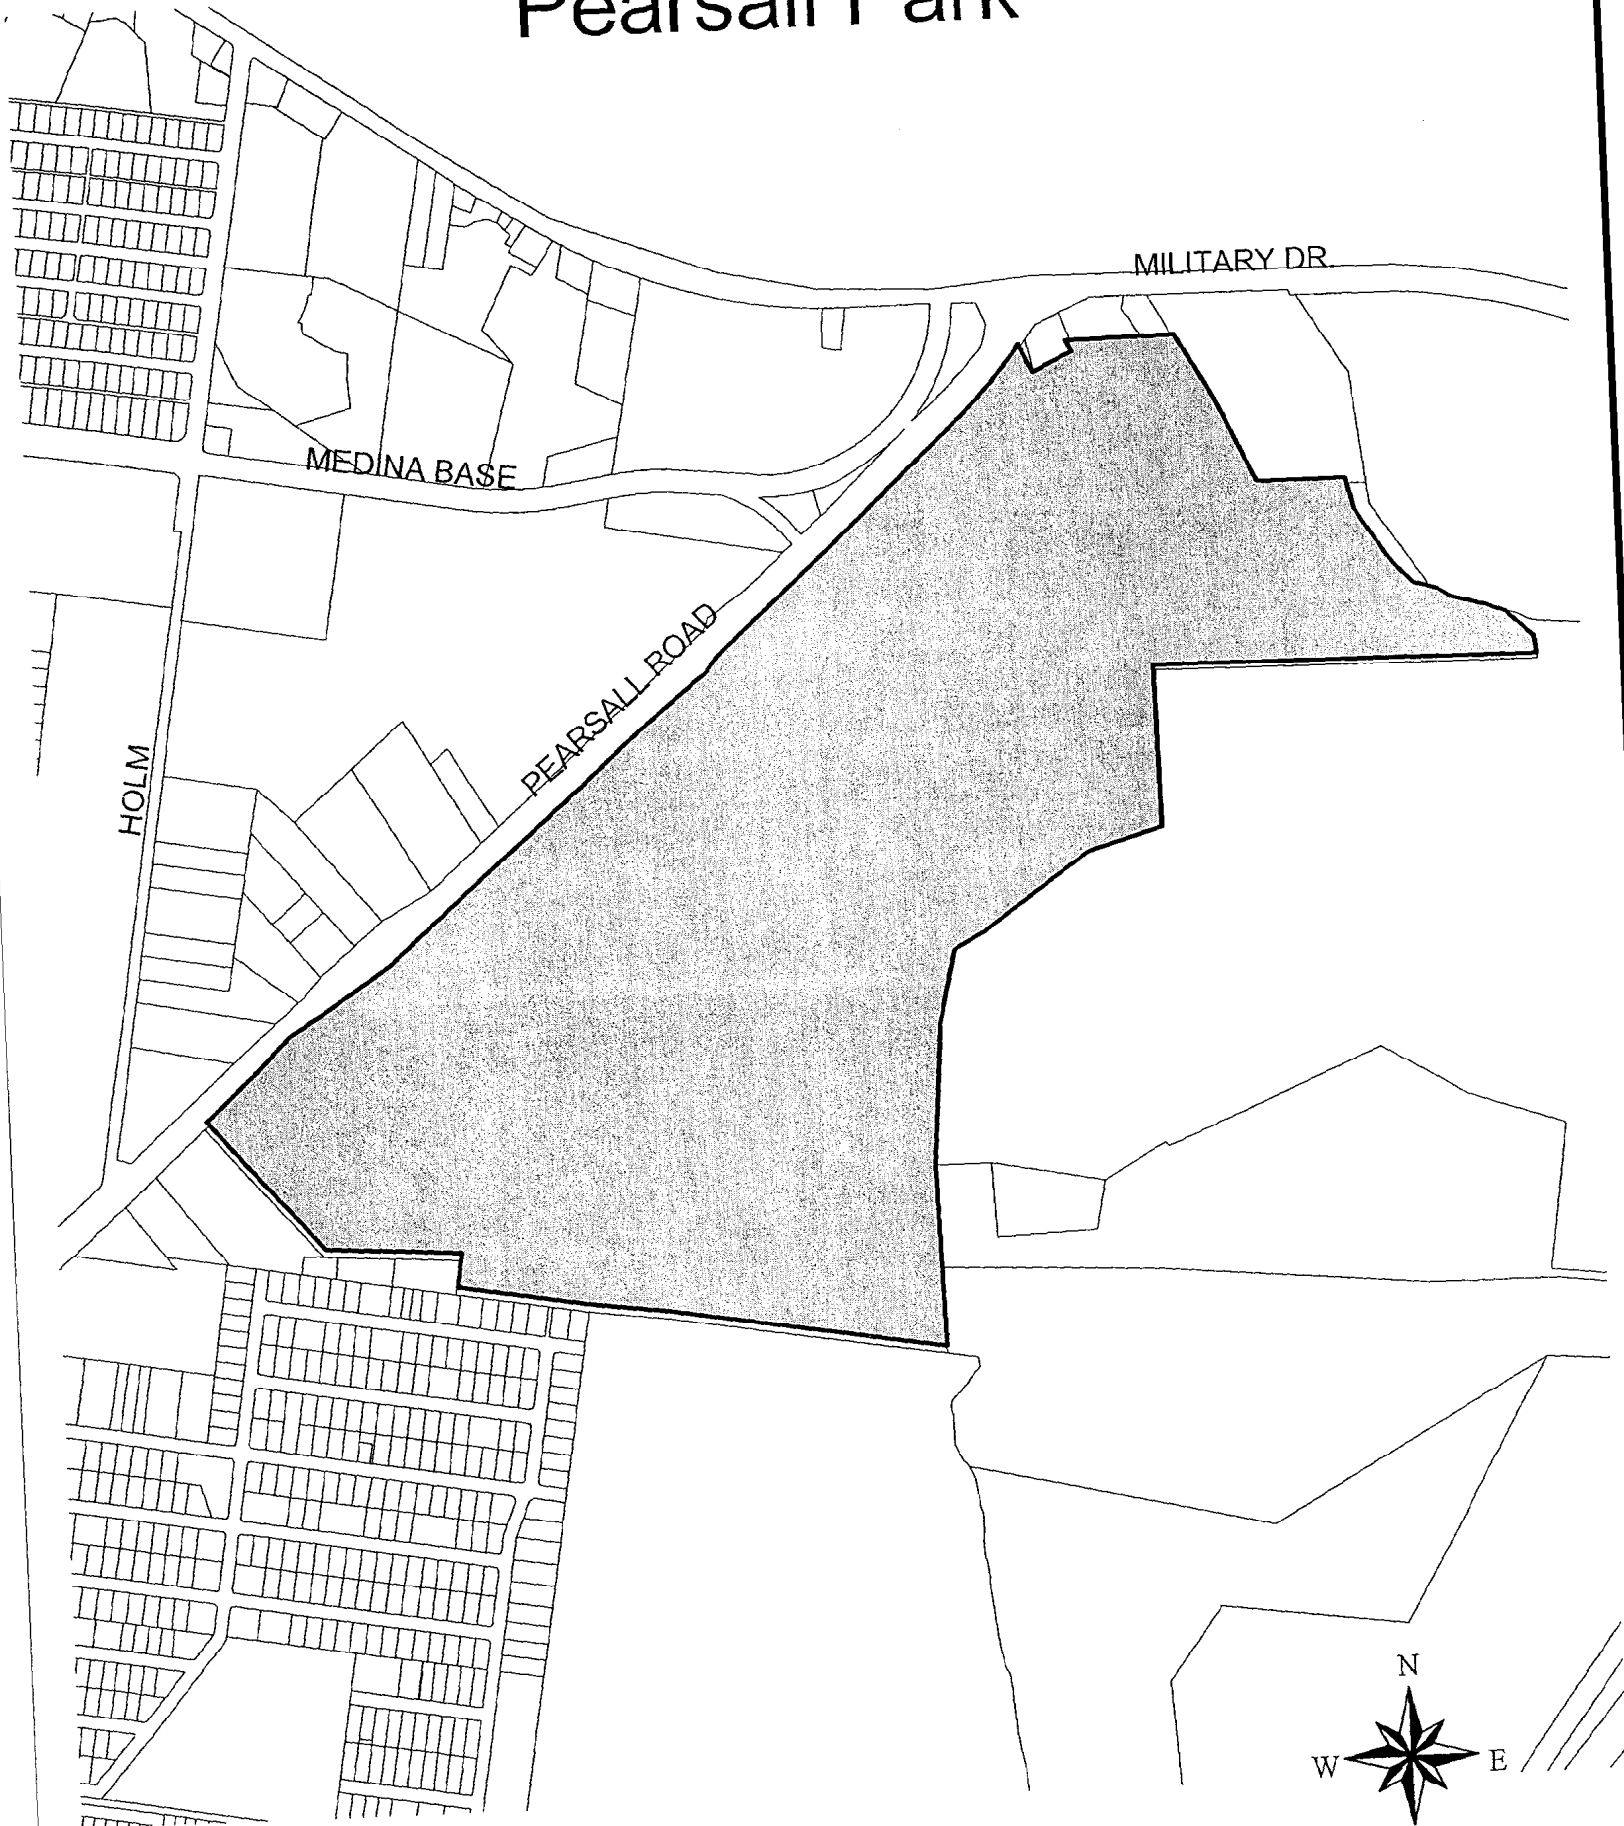 Pearsall Park
MILITARY DR.
MEDINA BASE
PEARSALL ROAD
HOLM
N
W
E